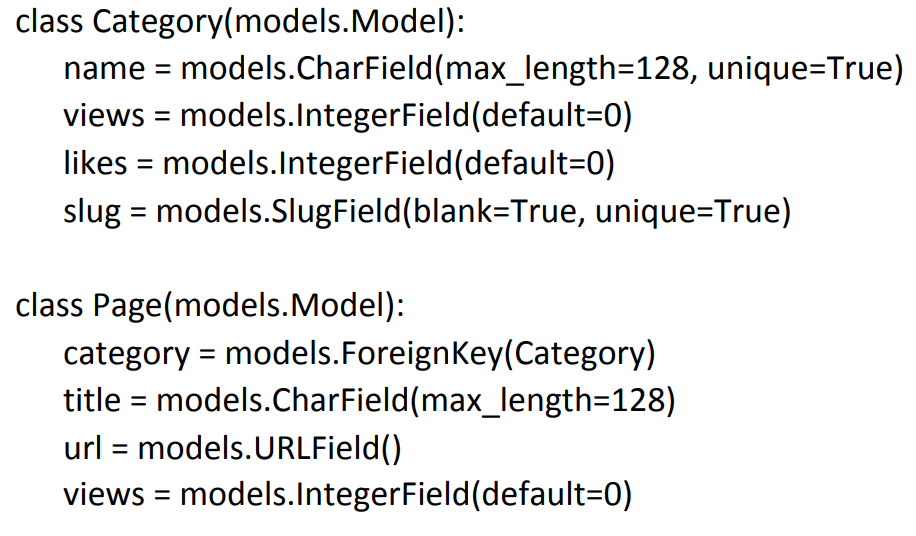 class Category(models.Model):
    name = models.CharField(max_length=128, unique=True)
    views = models.IntegerField(default=0)
    likes = models.IntegerField(default=0)
    slug = models.SlugField(blank=True, unique=True)

class Page(models.Model):
    category = models.ForeignKey(Category)
    title = models.CharField(max_length=128)
    url = models.URLField()
    views = models.IntegerField(default=0)